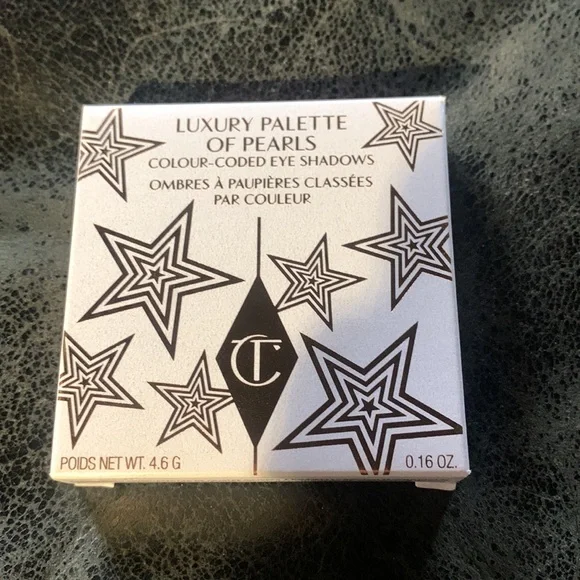 LUXURY PALETTE
OF PEARLS
COLOUR-CODED EYE SHADOWS
OMBRES À PAUPIÈRES CLASSÉES
PAR COULEUR
CT
POIDS NET WT. 4.6 G
0.16 OZ.